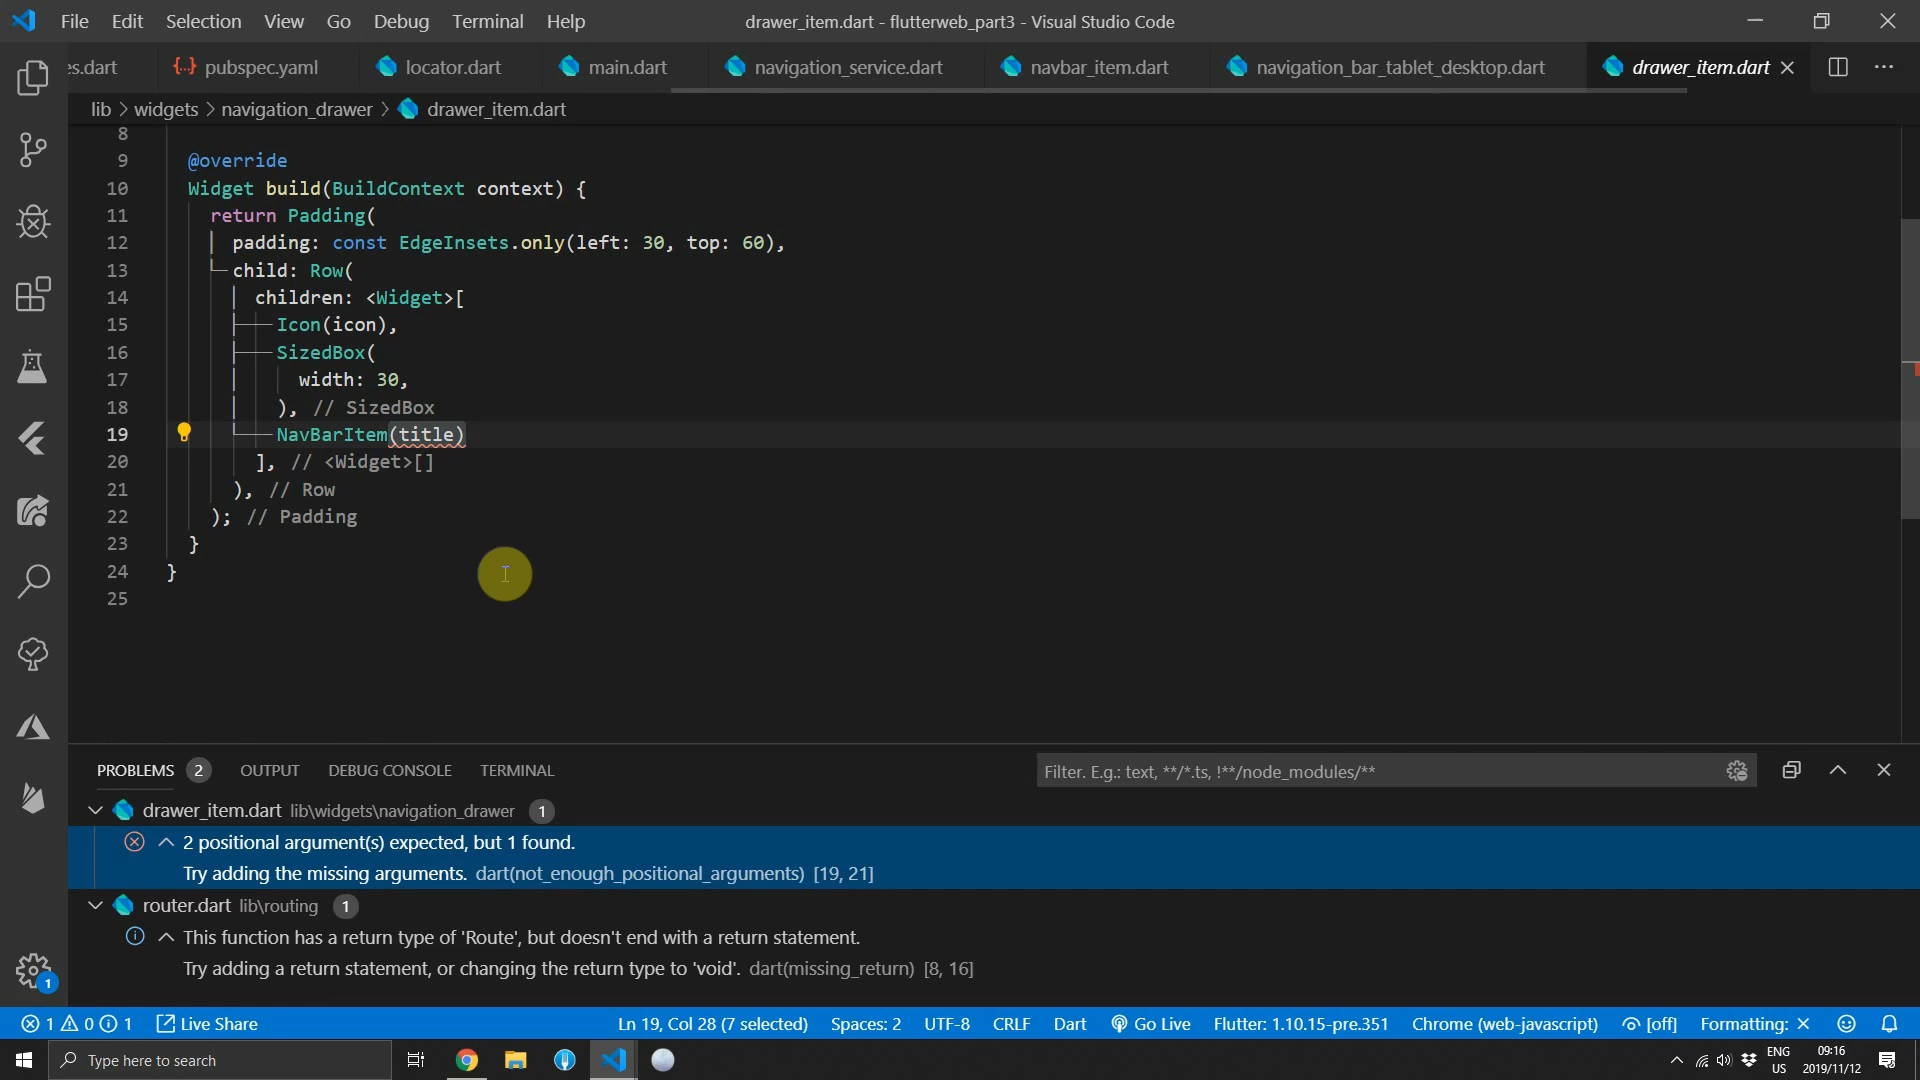 File Edit Selection View Go Debug Terminal Help drawer_item.dart - flutterweb_part3 - Visual Studio Code
es.dart {..} pubspec.yaml locator.dart main.dart navigation_service.dart navbar_item.dart navigation_bar_tablet_desktop.dart drawer_item.dart
lib > widgets > navigation_drawer > drawer_item.dart
8
9 @override
10 Widget build(BuildContext context) {
11 return Padding(
12 padding: const EdgeInsets.only(left: 30, top: 60),
13 child: Row(
14 children: <Widget>[
15 Icon(icon),
16 SizedBox(
17 width: 30,
18 ), // SizedBox
19 NavBarItem(title)
20 ], // <Widget>[]
21 ), // Row
22 ); // Padding
23 }
24 }
25
PROBLEMS 2 OUTPUT DEBUG CONSOLE TERMINAL Filter. E.g.: text, **/*.ts, !**/node_modules/**
drawer_item.dart lib\widgets\navigation_drawer 1
2 positional argument(s) expected, but 1 found.
Try adding the missing arguments. dart(not_enough_positional_arguments) [19, 21]
router.dart lib\routing 1
This function has a return type of 'Route', but doesn't end with a return statement.
Try adding a return statement, or changing the return type to 'void'. dart(missing_return) [8, 16]
1
1 0 1 Live Share Ln 19, Col 28 (7 selected) Spaces: 2 UTF-8 CRLF Dart Go Live Flutter: 1.10.15-pre.351 Chrome (web-javascript) [off] Formatting: ×
Type here to search ENG 09:16
US 2019/11/12